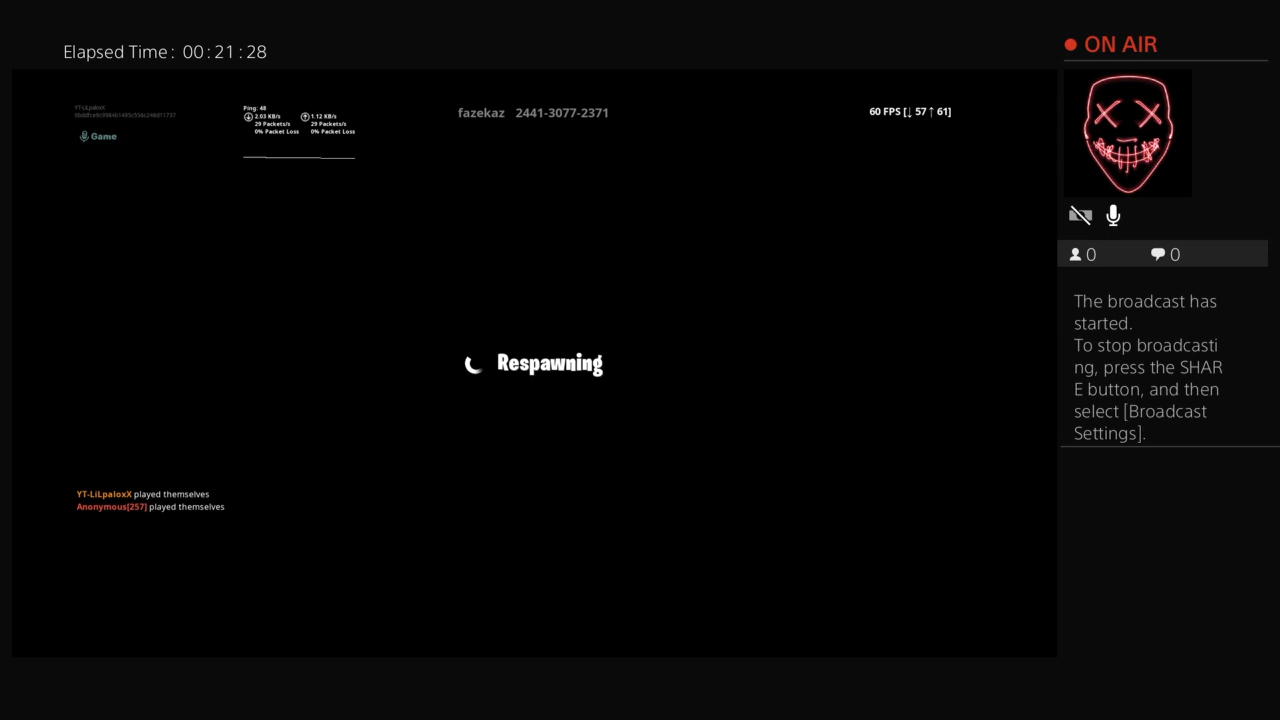 Elapsed Time: 00:21:28
ON AIR
YT-LiLpaloxX
Game
Ping: 48
2.03 KB/s 1.12 KB/s
29 Packets/s 29 Packets/s
0% Packet Loss 0% Packet Loss
fazekaz 2441-3077-2371
60 FPS [↓ 57 ↑ 61]
0 0
The broadcast has
started.
To stop broadcasti
ng, press the SHAR
E button, and then
select [Broadcast
Settings].
Respawning
YT-LiLpaloxX played themselves
Anonymous[257] played themselves